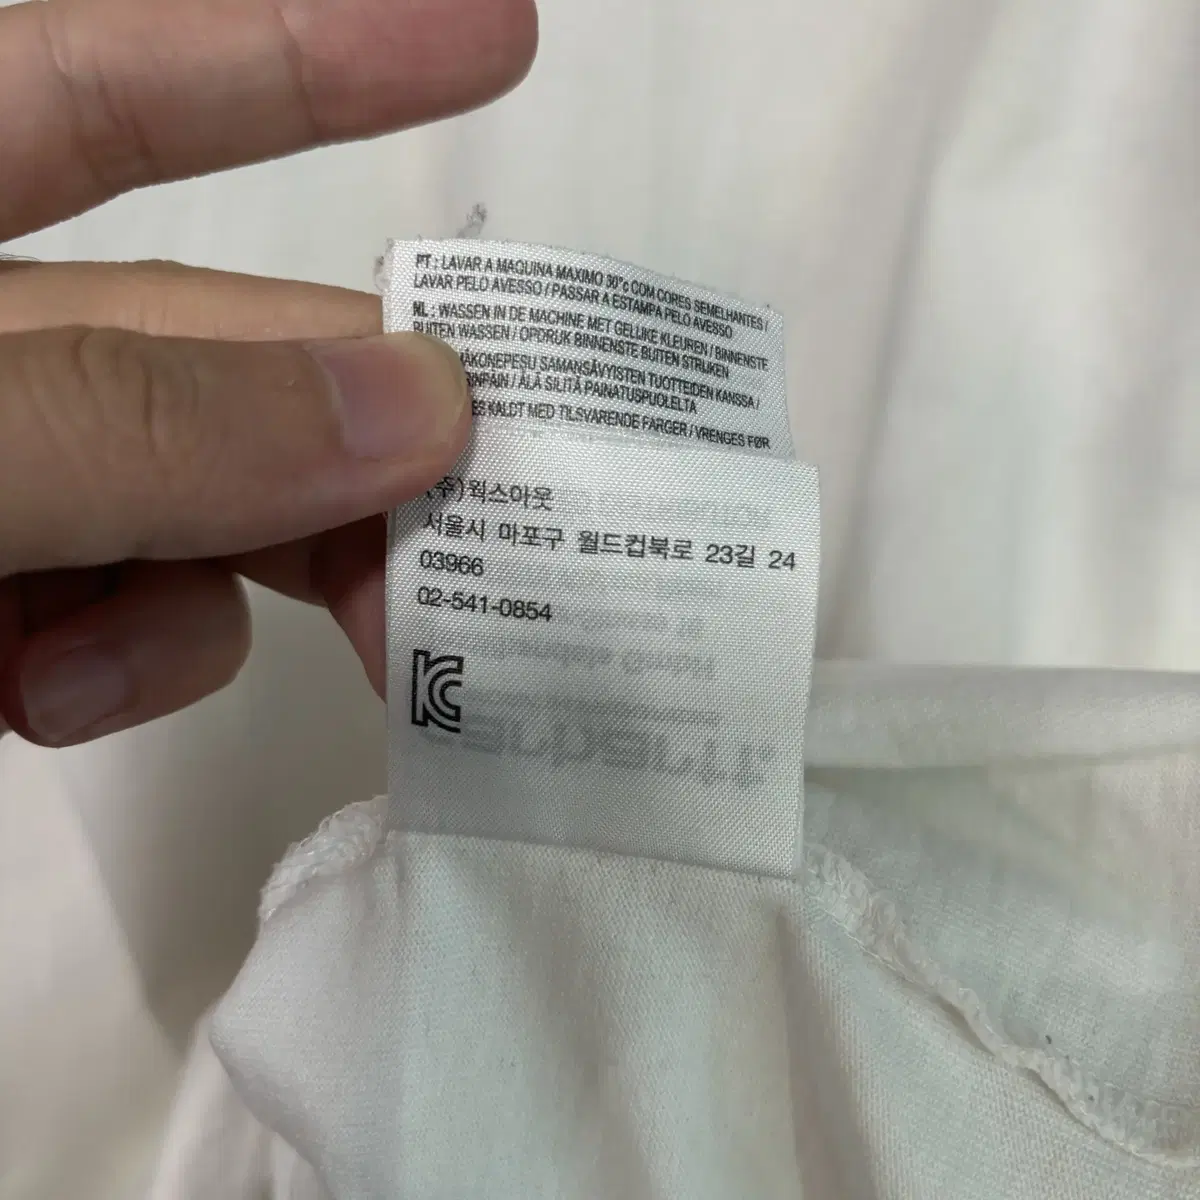 PT : LAVAR A MAQUINA MAXIMO 30°c COM CORES SEMELHANTES /
LAVAR PELO AVESSO / PASSAR A ESTAMPA PELO AVESSO
NL : WASSEN IN DE MACHINE MET GELIJKE KLEUREN / BINNENSTE
BUITEN WASSEN / OPDRUK BINNENSTE BUITEN STRIJKEN
SAMANSÄVYISTEN TUOTTEIDEN KANSSA /
/ ÄLÄ SILITÄ PAINATUSPUOLELTA
KALDT MED TILSVARENDE FARGER / VRENGES FØR
(주)웍스아웃
서울시 마포구 월드컵북로 23길 24
03966
02-541-0854